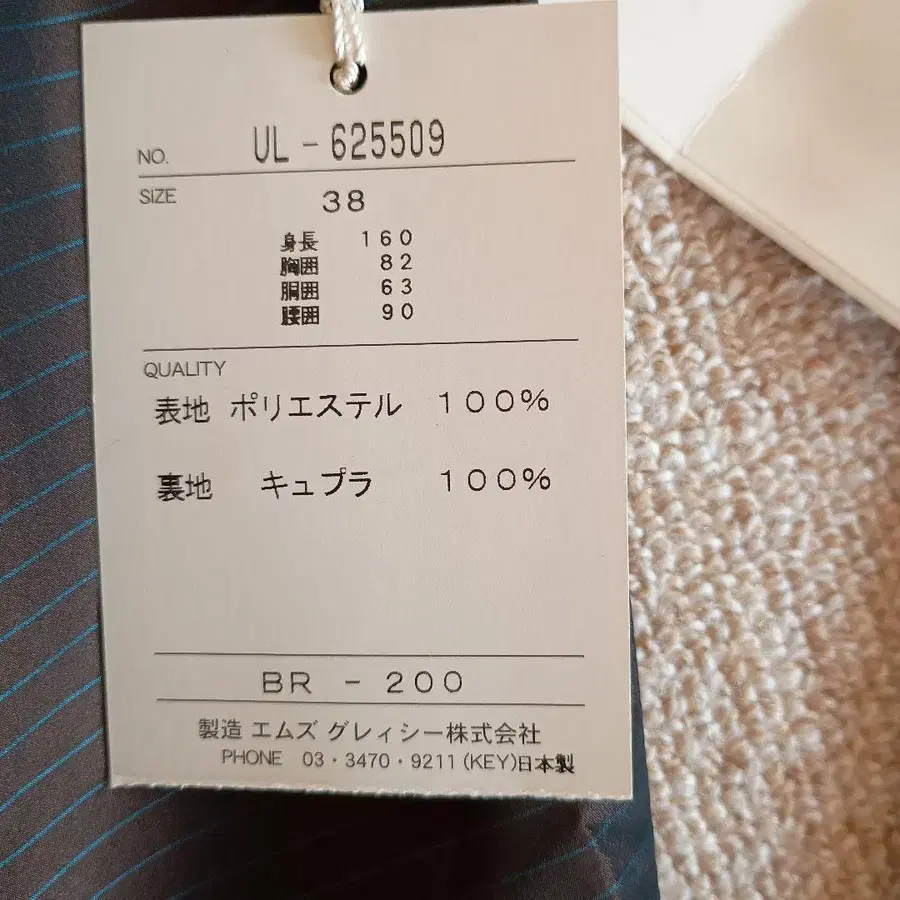 NO. UL-625509
SIZE 38
身長 160
胸囲 82
胴囲 63
腰囲 90
QUALITY
表地 ポリエステル 100%
裏地 キュプラ 100%
BR - 200
製造 エムズ グレィシー株式会社
PHONE 03・3470・9211(KEY)日本製